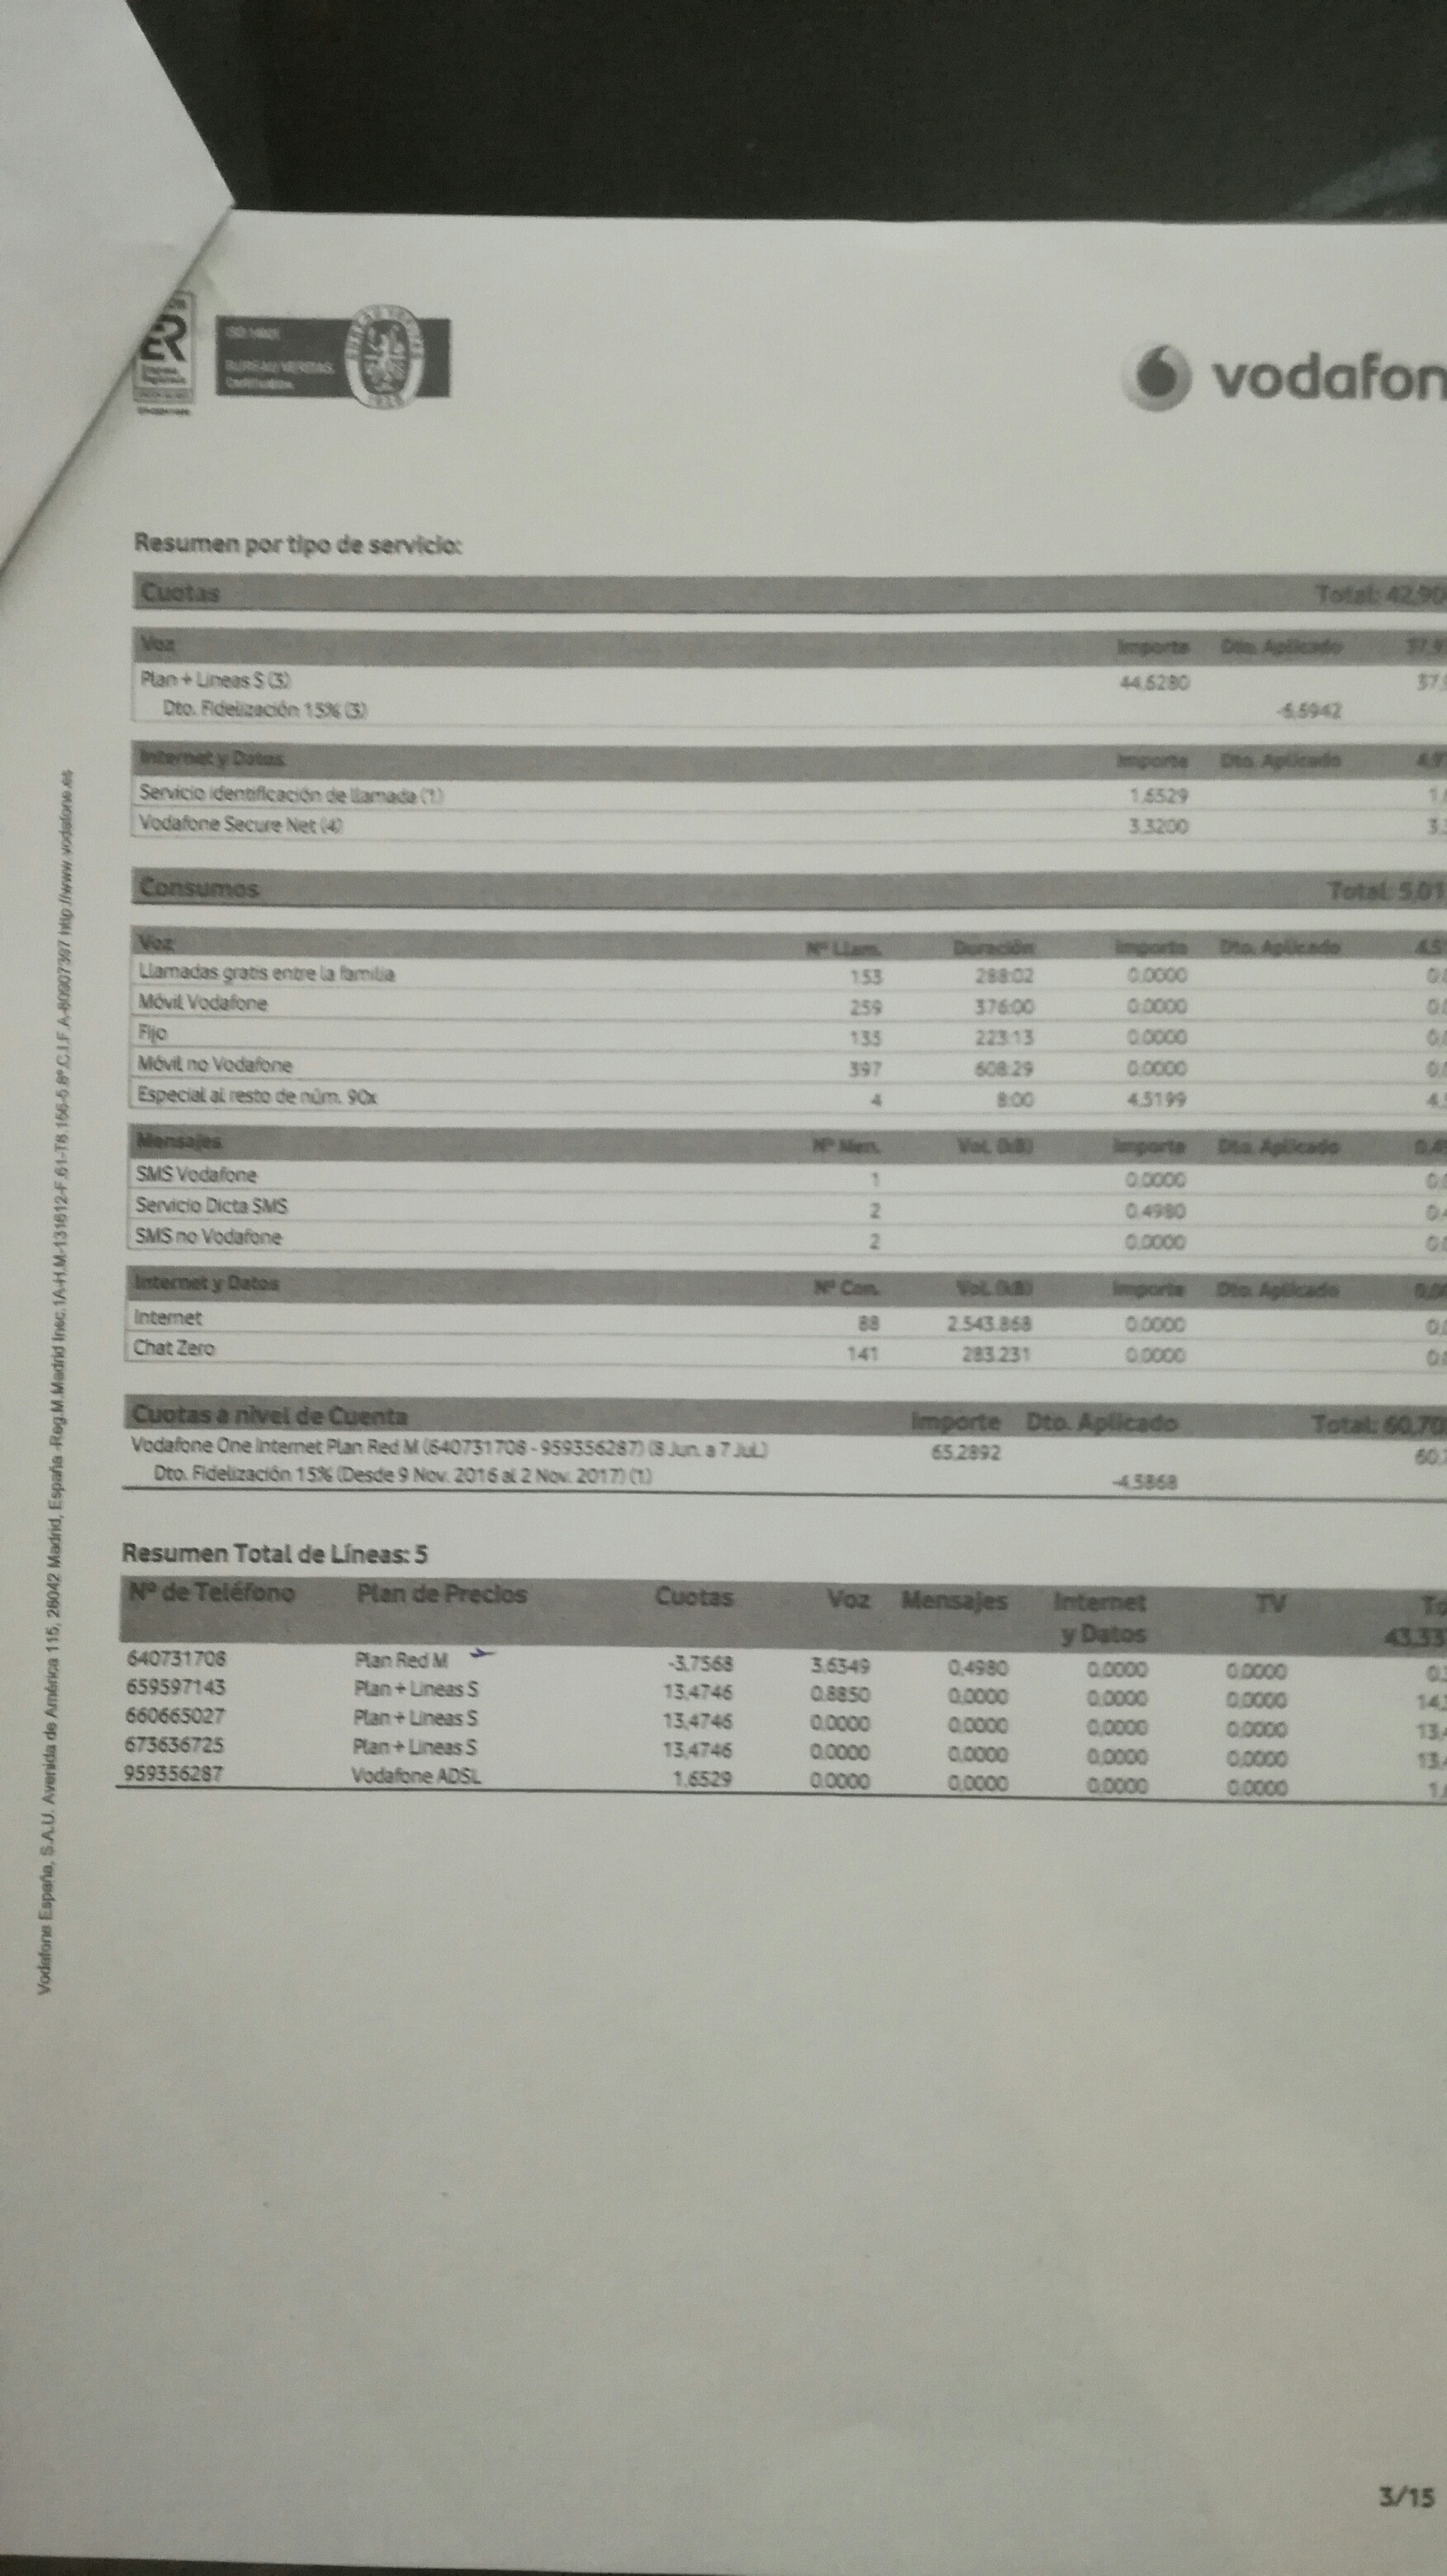 ER
ISO 14001
BUREAU VERITAS
Certification
vodafon
Resumen por tipo de servicio:
Cuotas Total: 42,90
Voz Importe Dto. Aplicado 37,9
Plan + Lineas S (3) 44,6280 37,
Dto. Fidelización 15% (3) -6,6942
Internet y Datos Importe Dto. Aplicado 4,9
Servicio identificación de llamada (1) 1,6529 1,
Vodafone Secure Net (4) 3,3200 3,
Consumos Total: 5,01
Voz Nº Llam. Duración Importe Dto. Aplicado 4,5
Llamadas gratis entre la familia 153 288:02 0,0000 0,
Móvil Vodafone 259 376:00 0,0000 0,
Fijo 135 223:13 0,0000 0,
Móvil no Vodafone 397 608:29 0,0000 0,
Especial al resto de núm. 90x 4 8:00 4,5199 4,
Mensajes Nº Men. Vol. (kB) Importe Dto. Aplicado 0,4
SMS Vodafone 1 0,0000 0,
Servicio Dicta SMS 2 0,4980 0,
SMS no Vodafone 2 0,0000 0,
Internet y Datos Nº Con. Vol. (kB) Importe Dto. Aplicado 0,0
Internet 88 2.543.868 0,0000 0,
Chat Zero 141 283.231 0,0000 0,
Cuotas a nivel de Cuenta Importe Dto. Aplicado Total: 60,70
Vodafone One Internet Plan Red M (640731708 - 959356287) (8 Jun. a 7 Jul.) 65,2892 60,
Dto. Fidelización 15% (Desde 9 Nov. 2016 al 2 Nov. 2017) (1) -4,5868
Resumen Total de Líneas: 5
Nº de Teléfono Plan de Precios Cuotas Voz Mensajes Internet y Datos TV To
43,33
640731708 Plan Red M -3,7568 3,6349 0,4980 0,0000 0,0000 0,
659597143 Plan + Lineas S 13,4746 0,8850 0,0000 0,0000 0,0000 14,
660665027 Plan + Lineas S 13,4746 0,0000 0,0000 0,0000 0,0000 13,
673636725 Plan + Lineas S 13,4746 0,0000 0,0000 0,0000 0,0000 13,
959356287 Vodafone ADSL 1,6529 0,0000 0,0000 0,0000 0,0000 1,
Vodafone España, S.A.U. Avenida de América 115, 28042 Madrid, España -Reg.M.Madrid Insc.1A-H.M-131612-F.61-T8.166-5.8ª,C.I.F.A-80907397 http://www.vodafone.es
3/15